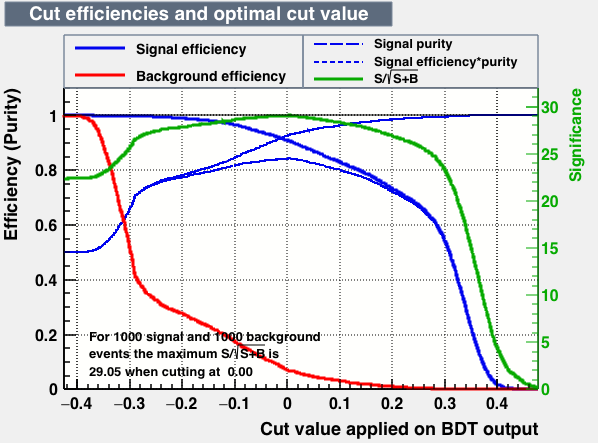 Cut efficiencies and optimal cut value
Signal efficiency
Background efficiency
Signal purity
Signal efficiency*purity
S/√S+B
Efficiency (Purity)
1
0.8
0.6
0.4
0.2
0
30
25
20
15
10
5
0
Significance
For 1000 signal and 1000 background
events the maximum S/√S+B is
29.05 when cutting at 0.00
−0.4 −0.3 −0.2 −0.1 0 0.1 0.2 0.3 0.4
Cut value applied on BDT output